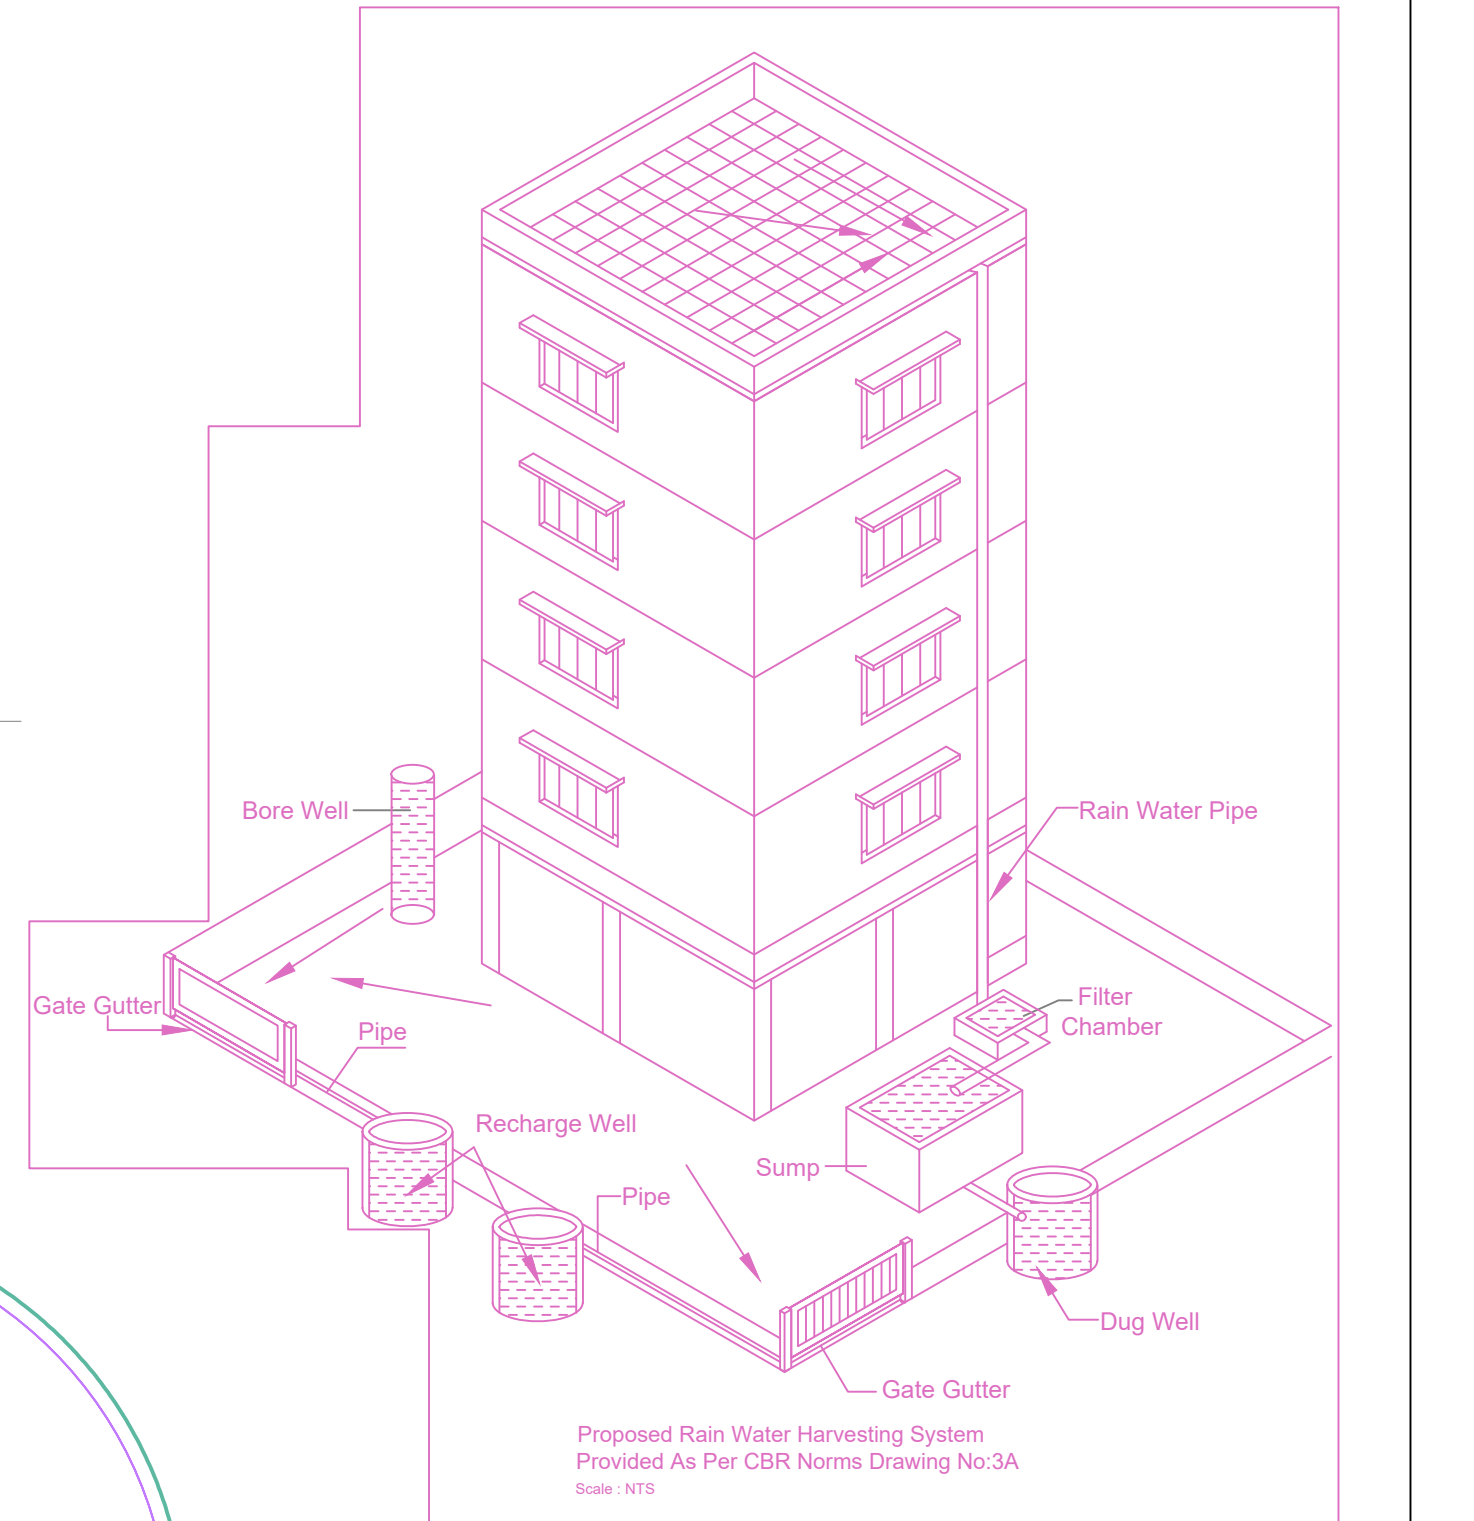 Bore Well
Rain Water Pipe
Gate Gutter
Pipe
Filter
Chamber
Recharge Well
Sump
Pipe
Dug Well
Gate Gutter
Proposed Rain Water Harvesting System
Provided As Per CBR Norms Drawing No:3A
Scale : NTS